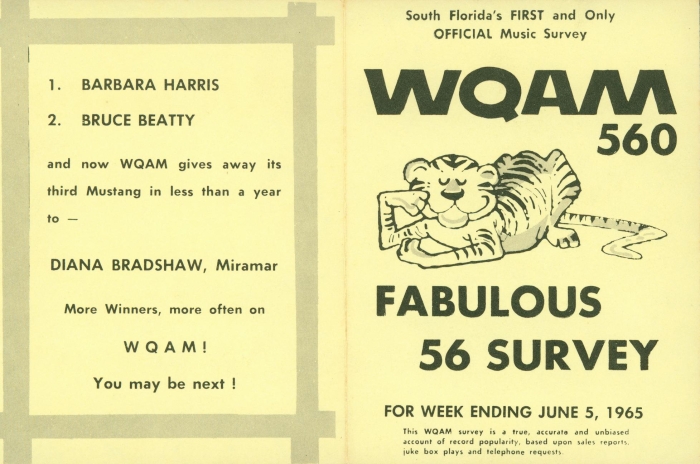 1. BARBARA HARRIS
2. BRUCE BEATTY
and now WQAM gives away its
third Mustang in less than a year
to —
DIANA BRADSHAW, Miramar
More Winners, more often on
WQAM!
You may be next !
South Florida's FIRST and Only
OFFICIAL Music Survey
WQAM
560
FABULOUS
56 SURVEY
FOR WEEK ENDING JUNE 5, 1965
This WQAM survey is a true, accurate and unbiased
account of record popularity, based upon sales reports,
juke box plays and telephone requests.